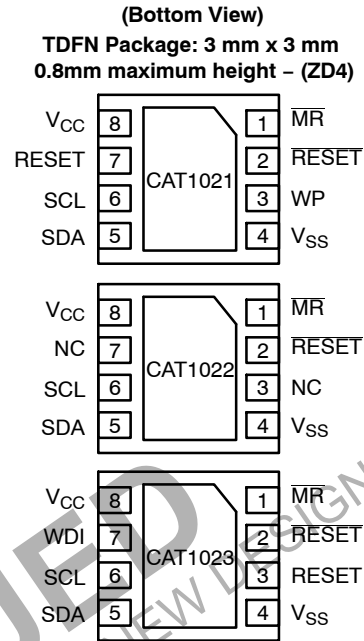 (Bottom View)
TDFN Package: 3 mm x 3 mm
0.8mm maximum height – (ZD4)
VCC 8 1 MR
RESET 7 2 RESET
CAT1021
SCL 6 3 WP
SDA 5 4 VSS
VCC 8 1 MR
NC 7 2 RESET
CAT1022
SCL 6 3 NC
SDA 5 4 VSS
VCC 8 1 MR
WDI 7 2 RESET
CAT1023
SCL 6 3 RESET
SDA 5 4 VSS
UED
NEW DESIGN